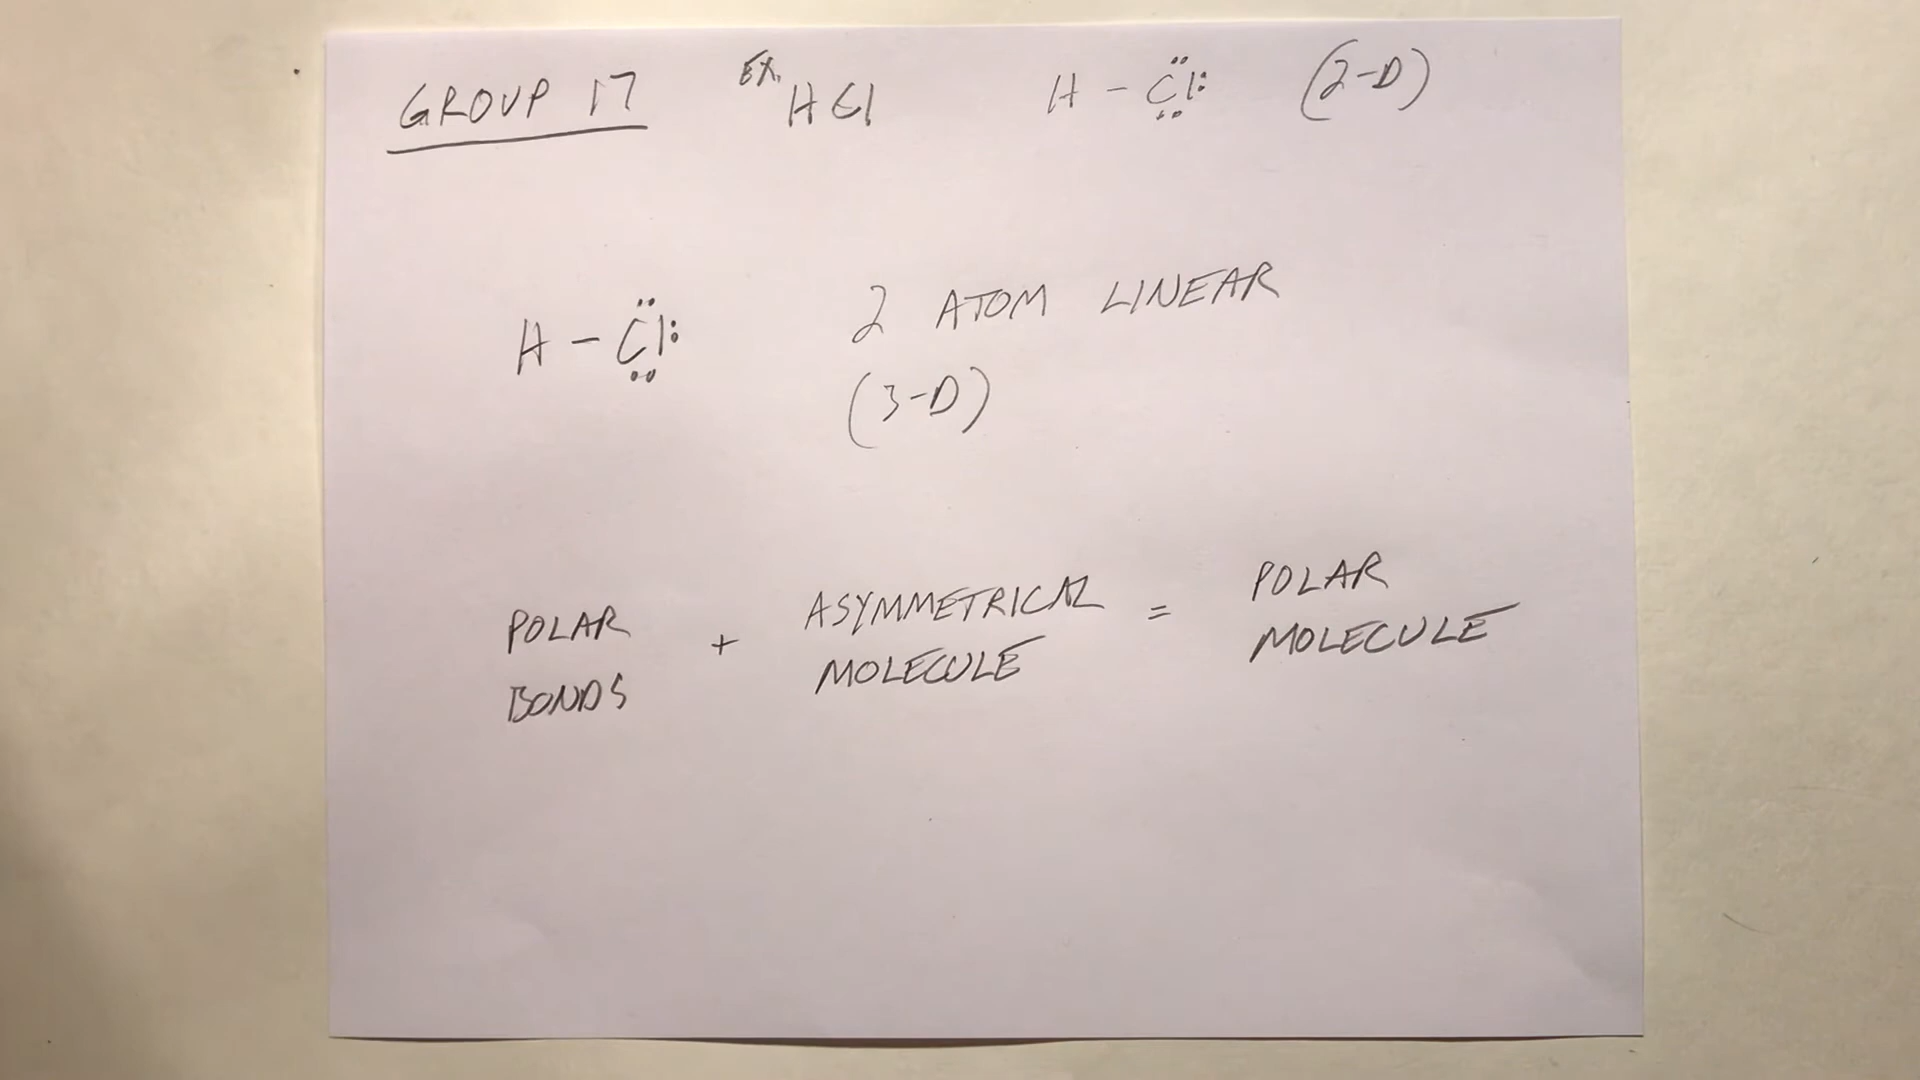 GROUP 17 EX. HCl H - Cl (2-D)
H - Cl 2 ATOM LINEAR
(3-D)
POLAR BONDS + ASYMMETRICAL MOLECULE = POLAR MOLECULE